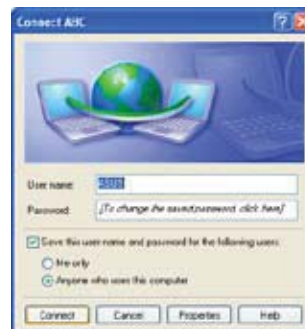 Connect ABC
User name:
Password: [To change the saved password, click here]
Save this user name and password for the following users:
Me only
Anyone who uses this computer
Connect Cancel Properties Help